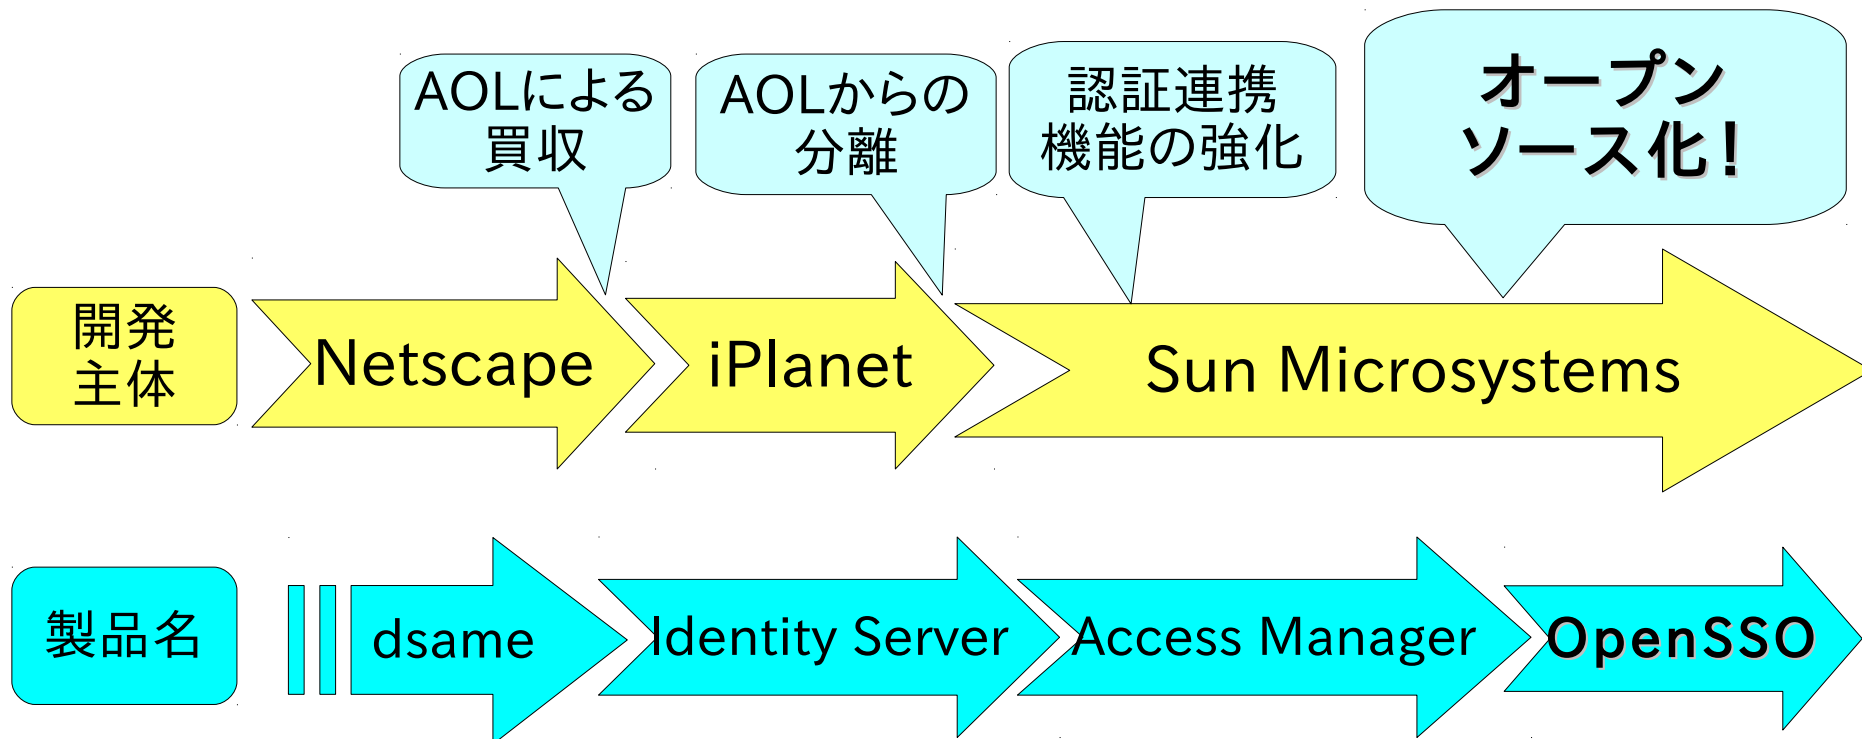 AOLによる
買収
AOLからの
分離
認証連携
機能の強化
オープン
ソース化！
開発
主体
Netscape
iPlanet
Sun Microsystems
製品名
dsame
Identity Server
Access Manager
OpenSSO